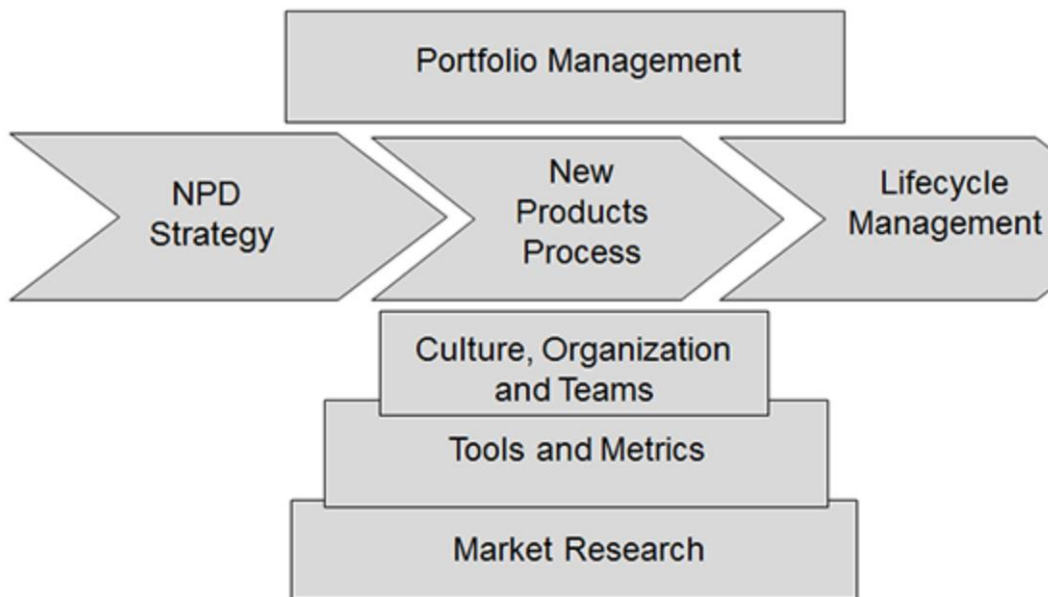 Portfolio Management
NPD
Strategy
New
Products
Process
Lifecycle
Management
Culture, Organization
and Teams
Tools and Metrics
Market Research